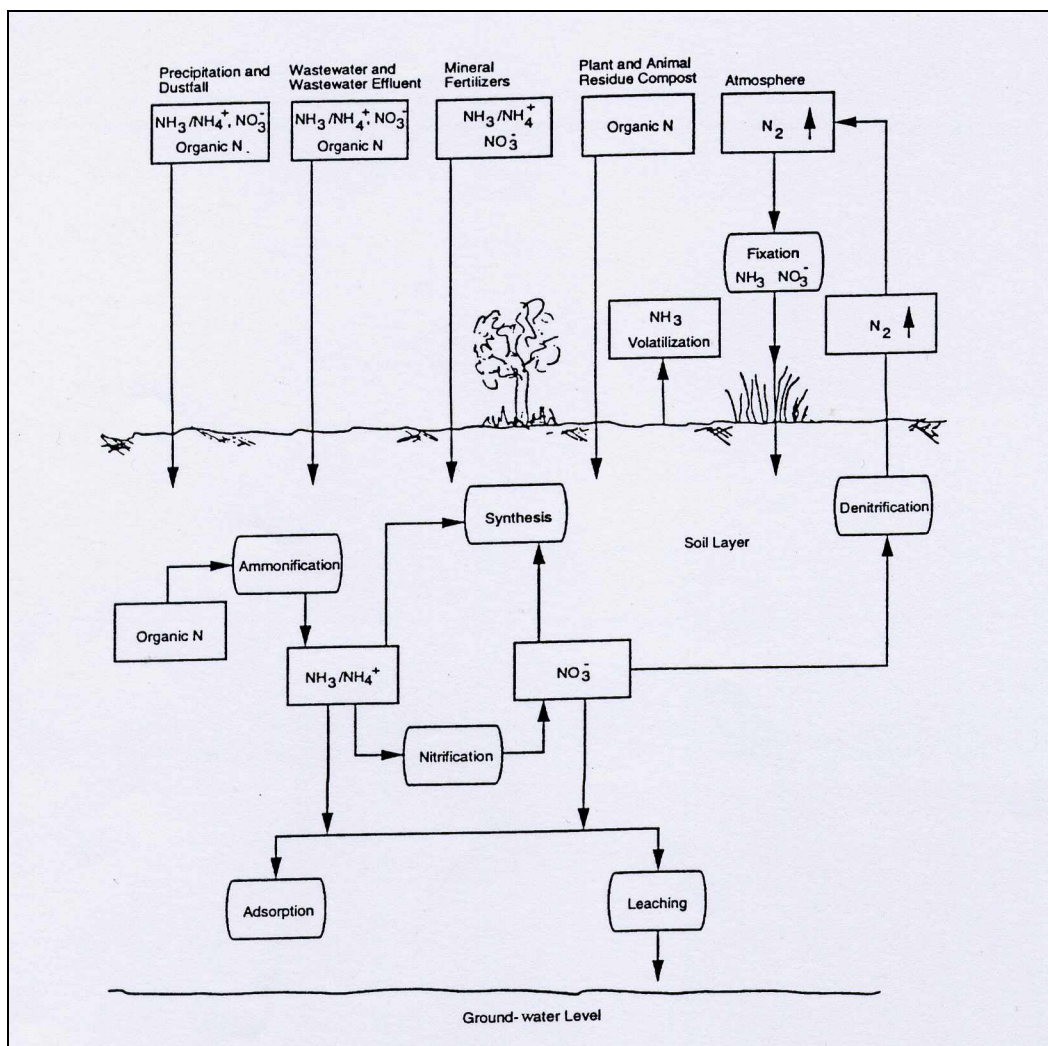 Precipitation and
Dustfall
NH3/NH4+, NO3-
Organic N .
Wastewater and
Wastewater Effluent
NH3/NH4+, NO3-
Organic N
Mineral
Fertilizers
NH3/NH4+
NO3-
Plant and Animal
Residue Compost
Organic N
Atmosphere
N2
Fixation
NH3 NO3-
NH3
Volatilization
N2
Synthesis
Denitrification
Soil Layer
Ammonification
Organic N
NH3/NH4+
NO3-
Nitrification
Adsorption
Leaching
Ground-water Level